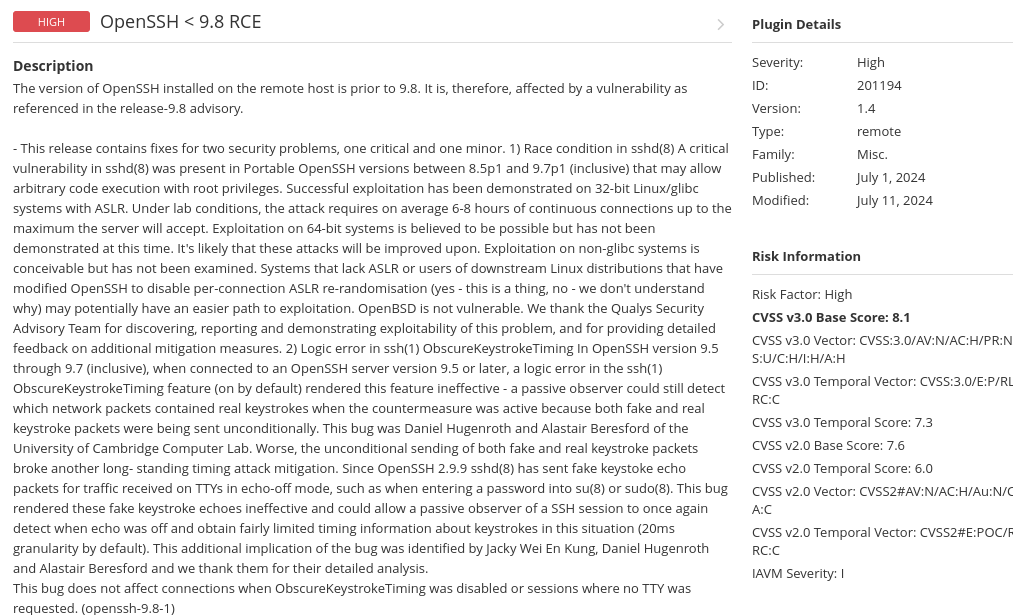 HIGH OpenSSH < 9.8 RCE
Description
The version of OpenSSH installed on the remote host is prior to 9.8. It is, therefore, affected by a vulnerability as
referenced in the release-9.8 advisory.
- This release contains fixes for two security problems, one critical and one minor. 1) Race condition in sshd(8) A critical
vulnerability in sshd(8) was present in Portable OpenSSH versions between 8.5p1 and 9.7p1 (inclusive) that may allow
arbitrary code execution with root privileges. Successful exploitation has been demonstrated on 32-bit Linux/glibc
systems with ASLR. Under lab conditions, the attack requires on average 6-8 hours of continuous connections up to the
maximum the server will accept. Exploitation on 64-bit systems is believed to be possible but has not been
demonstrated at this time. It's likely that these attacks will be improved upon. Exploitation on non-glibc systems is
conceivable but has not been examined. Systems that lack ASLR or users of downstream Linux distributions that have
modified OpenSSH to disable per-connection ASLR re-randomisation (yes - this is a thing, no - we don't understand
why) may potentially have an easier path to exploitation. OpenBSD is not vulnerable. We thank the Qualys Security
Advisory Team for discovering, reporting and demonstrating exploitability of this problem, and for providing detailed
feedback on additional mitigation measures. 2) Logic error in ssh(1) ObscureKeystrokeTiming In OpenSSH version 9.5
through 9.7 (inclusive), when connected to an OpenSSH server version 9.5 or later, a logic error in the ssh(1)
ObscureKeystrokeTiming feature (on by default) rendered this feature ineffective - a passive observer could still detect
which network packets contained real keystrokes when the countermeasure was active because both fake and real
keystroke packets were being sent unconditionally. This bug was Daniel Hugenroth and Alastair Beresford of the
University of Cambridge Computer Lab. Worse, the unconditional sending of both fake and real keystroke packets
broke another long- standing timing attack mitigation. Since OpenSSH 2.9.9 sshd(8) has sent fake keystoke echo
packets for traffic received on TTYs in echo-off mode, such as when entering a password into su(8) or sudo(8). This bug
rendered these fake keystroke echoes ineffective and could allow a passive observer of a SSH session to once again
detect when echo was off and obtain fairly limited timing information about keystrokes in this situation (20ms
granularity by default). This additional implication of the bug was identified by Jacky Wei En Kung, Daniel Hugenroth
and Alastair Beresford and we thank them for their detailed analysis.
This bug does not affect connections when ObscureKeystrokeTiming was disabled or sessions where no TTY was
requested. (openssh-9.8-1)
Plugin Details
Severity: High
ID: 201194
Version: 1.4
Type: remote
Family: Misc.
Published: July 1, 2024
Modified: July 11, 2024
Risk Information
Risk Factor: High
CVSS v3.0 Base Score: 8.1
CVSS v3.0 Vector: CVSS:3.0/AV:N/AC:H/PR:N
S:U/C:H/I:H/A:H
CVSS v3.0 Temporal Vector: CVSS:3.0/E:P/RL
RC:C
CVSS v3.0 Temporal Score: 7.3
CVSS v2.0 Base Score: 7.6
CVSS v2.0 Temporal Score: 6.0
CVSS v2.0 Vector: CVSS2#AV:N/AC:H/Au:N/C
A:C
CVSS v2.0 Temporal Vector: CVSS2#E:POC/R
RC:C
IAVM Severity: I